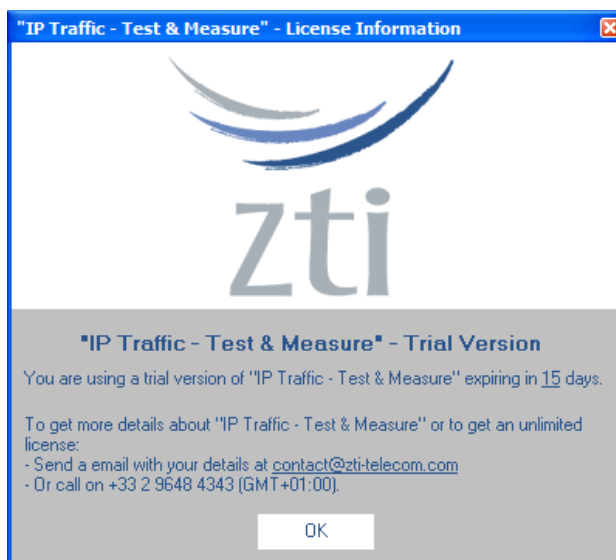 "IP Traffic - Test & Measure" - License Information
zti
"IP Traffic - Test & Measure" - Trial Version
You are using a trial version of "IP Traffic - Test & Measure" expiring in 15 days.
To get more details about "IP Traffic - Test & Measure" or to get an unlimited
license:
- Send a email with your details at contact@zti-telecom.com
- Or call on +33 2 9648 4343 (GMT+01:00).
OK